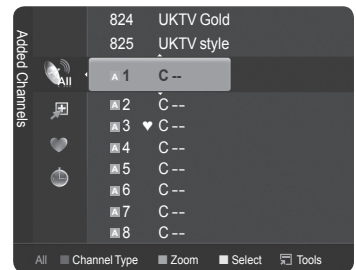 Added Channels
824 UKTV Gold
825 UKTV style
All
A 1 C --
A 2 C --
A 3 ♥ C --
A 4 C --
A 5 C --
A 6 C --
A 7 C --
A 8 C --
All Channel Type Zoom Select Tools